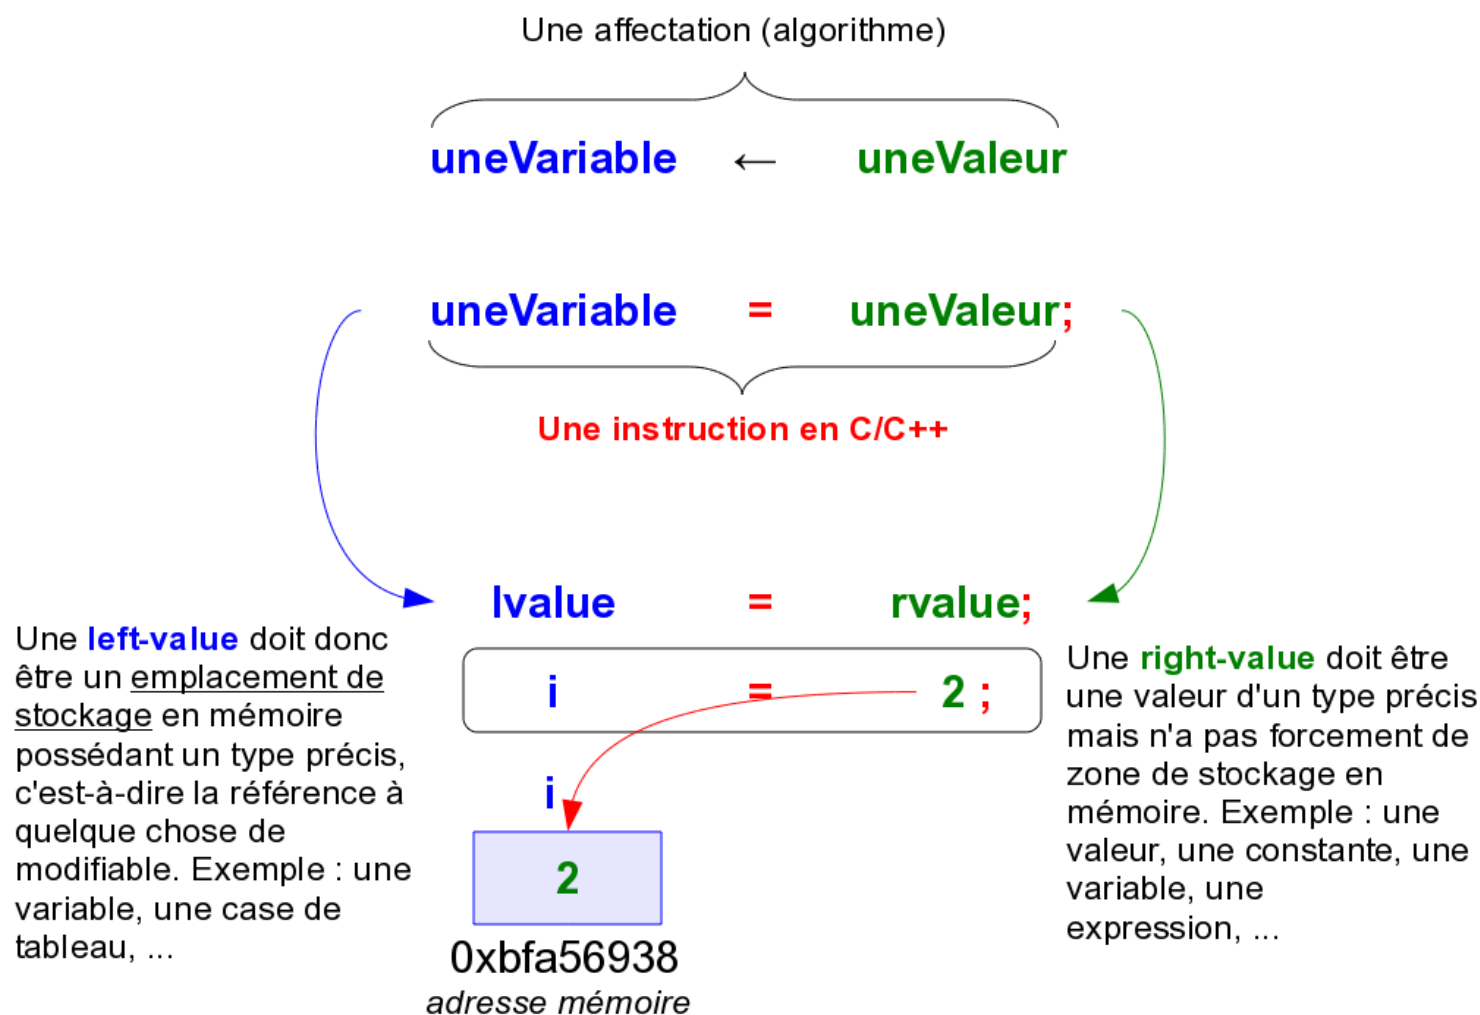 Une affectation (algorithme)
uneVariable ← uneValeur
uneVariable = uneValeur;
Une instruction en C/C++
lvalue = rvalue;
Une left-value doit donc
être un emplacement de
stockage en mémoire
possédant un type précis,
c'est-à-dire la référence à
quelque chose de
modifiable. Exemple : une
variable, une case de
tableau, ...
i = 2 ;
i
2
0xbfa56938
adresse mémoire
Une right-value doit être
une valeur d'un type précis
mais n'a pas forcement de
zone de stockage en
mémoire. Exemple : une
valeur, une constante, une
variable, une
expression, ...